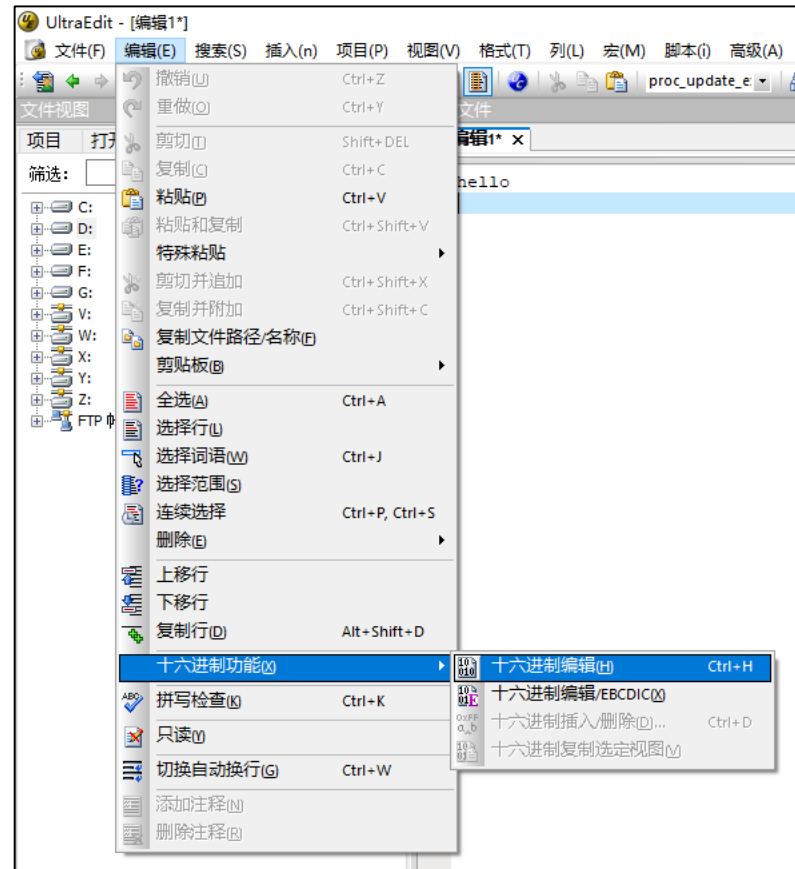 UltraEdit - [编辑1*]
文件(F) 编辑(E) 搜索(S) 插入(n) 项目(P) 视图(V) 格式(T) 列(L) 宏(M) 脚本(i) 高级(A)
proc_update_e:
文件视图
文件
项目 打开
编辑1* ×
筛选:
hello
C:
D:
E:
F:
G:
V:
W:
X:
Y:
Z:
FTP 帐
撤销(U) Ctrl+Z
重做(O) Ctrl+Y
剪切(T) Shift+DEL
复制(C) Ctrl+C
粘贴(P) Ctrl+V
粘贴和复制 Ctrl+Shift+V
特殊粘贴
剪切并追加 Ctrl+Shift+X
复制并附加 Ctrl+Shift+C
复制文件路径/名称(F)
剪贴板(B)
全选(A) Ctrl+A
选择行(L)
选择词语(W) Ctrl+J
选择范围(S)
连续选择 Ctrl+P, Ctrl+S
删除(E)
上移行
下移行
复制行(D) Alt+Shift+D
十六进制功能(X)
十六进制编辑(H) Ctrl+H
十六进制编辑/EBCDIC(X)
十六进制插入/删除(D)... Ctrl+D
十六进制复制选定视图(V)
拼写检查(K) Ctrl+K
只读(Y)
切换自动换行(G) Ctrl+W
添加注释(N)
删除注释(R)